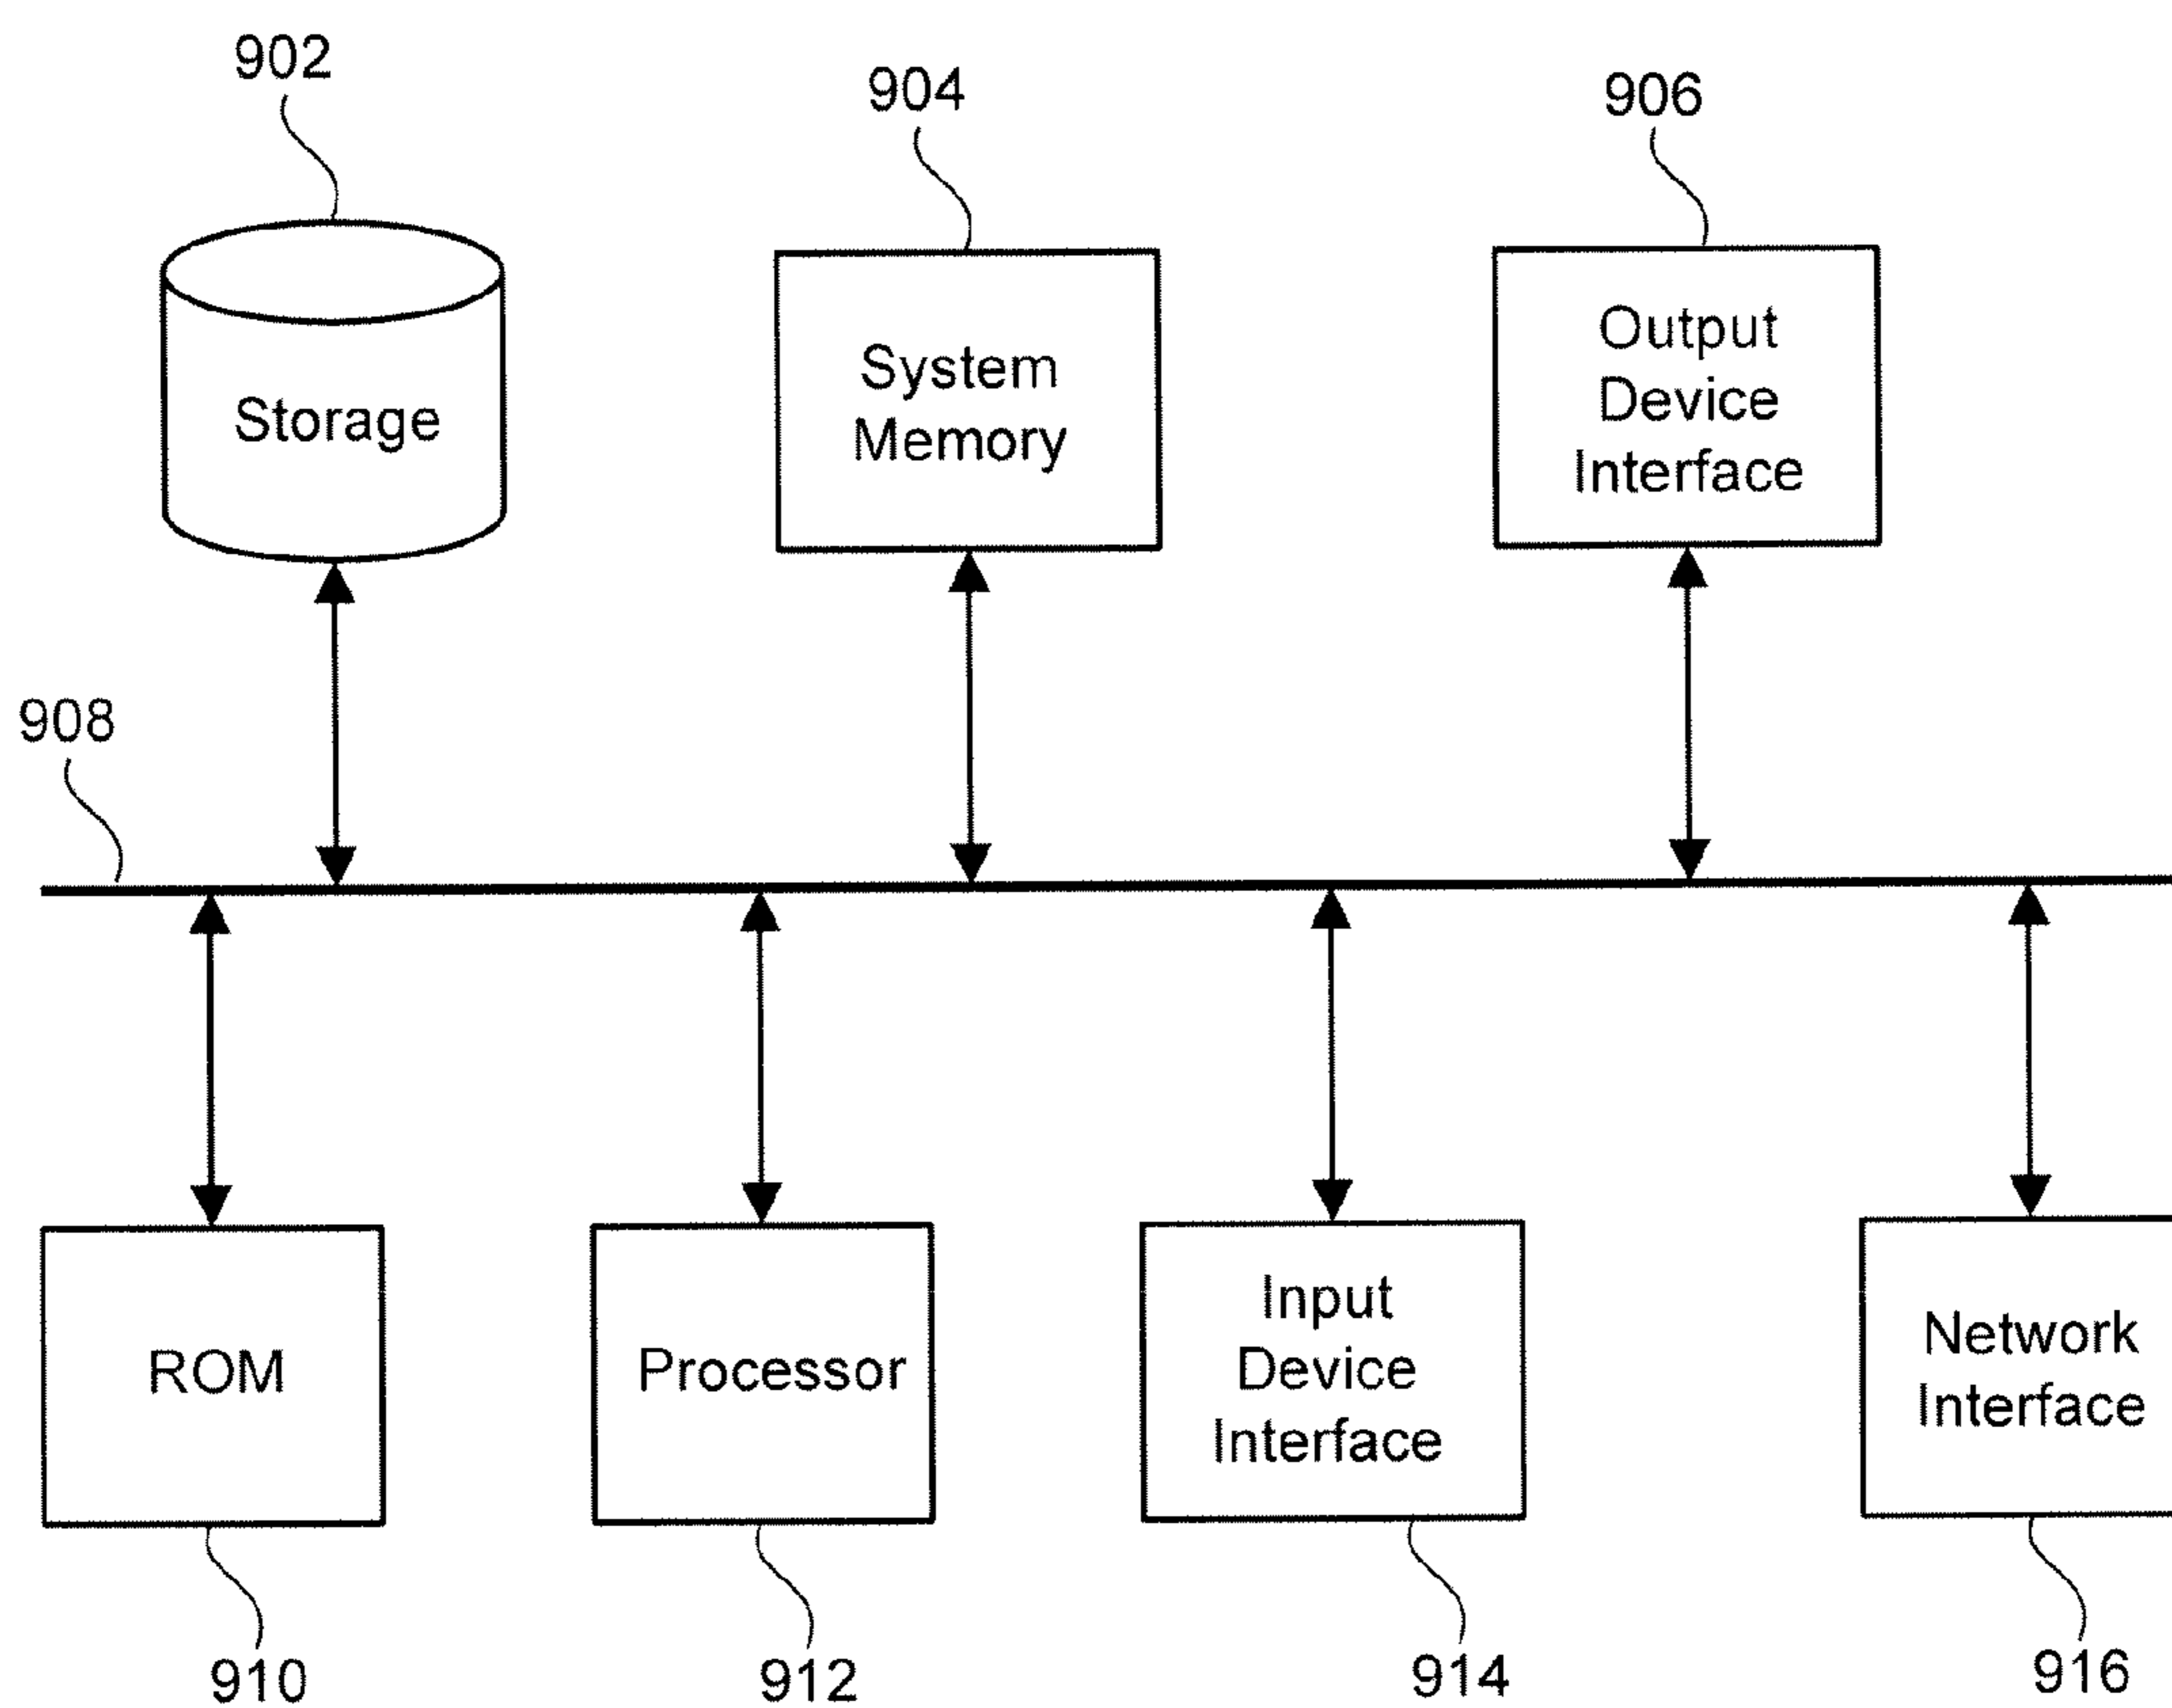 902
904
906
Storage
System
Memory
Output
Device
Interface
908
ROM
Processor
Input
Device
Interface
Network
Interface
910
912
914
916